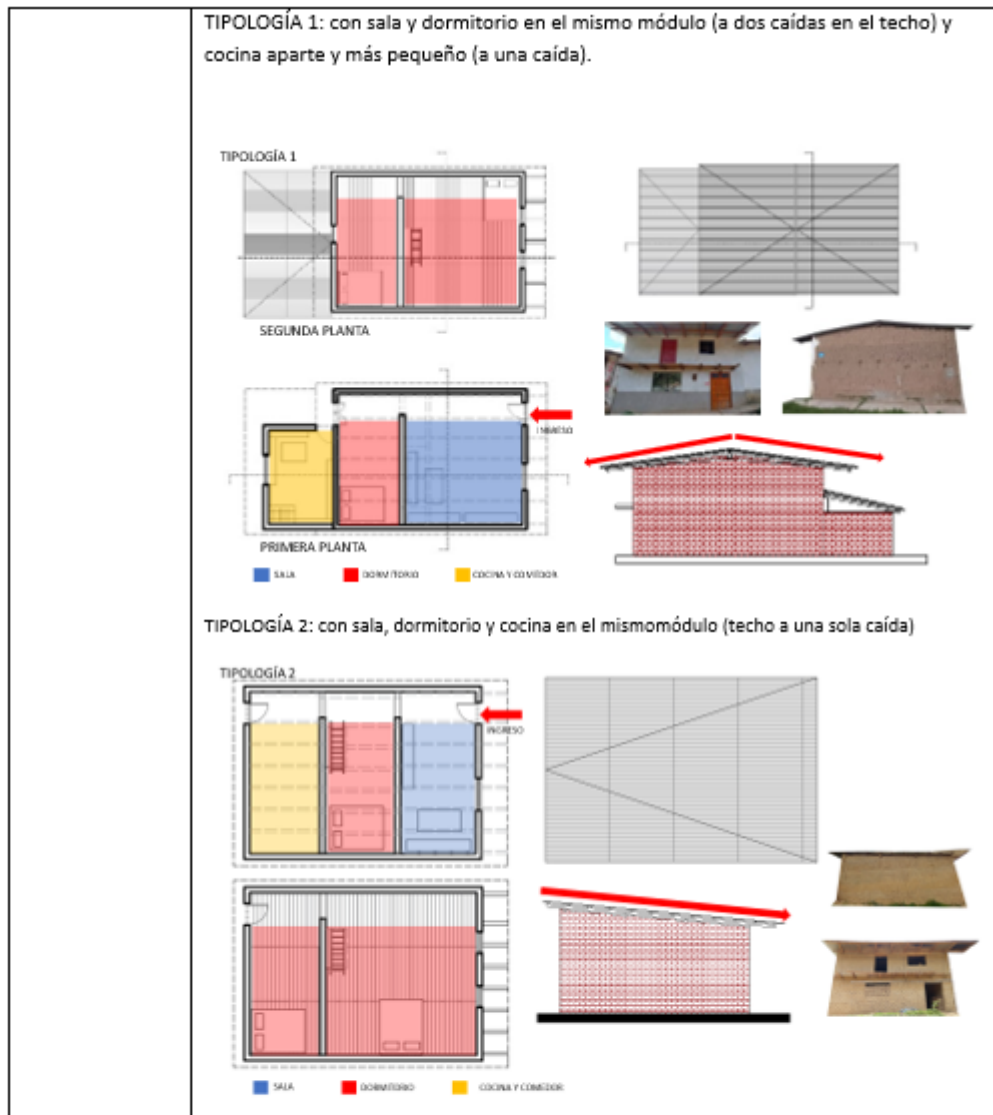 TIPOLOGÍA 1: con sala y dormitorio en el mismo módulo (a dos caídas en el techo) y
cocina aparte y más pequeño (a una caída).
TIPOLOGÍA 1
SEGUNDA PLANTA
INGRESO
PRIMERA PLANTA
SALA DORMITORIO COCINA Y COMEDOR
TIPOLOGÍA 2: con sala, dormitorio y cocina en el mismomódulo (techo a una sola caída)
TIPOLOGÍA 2
INGRESO
SALA DORMITORIO COCINA Y COMEDOR